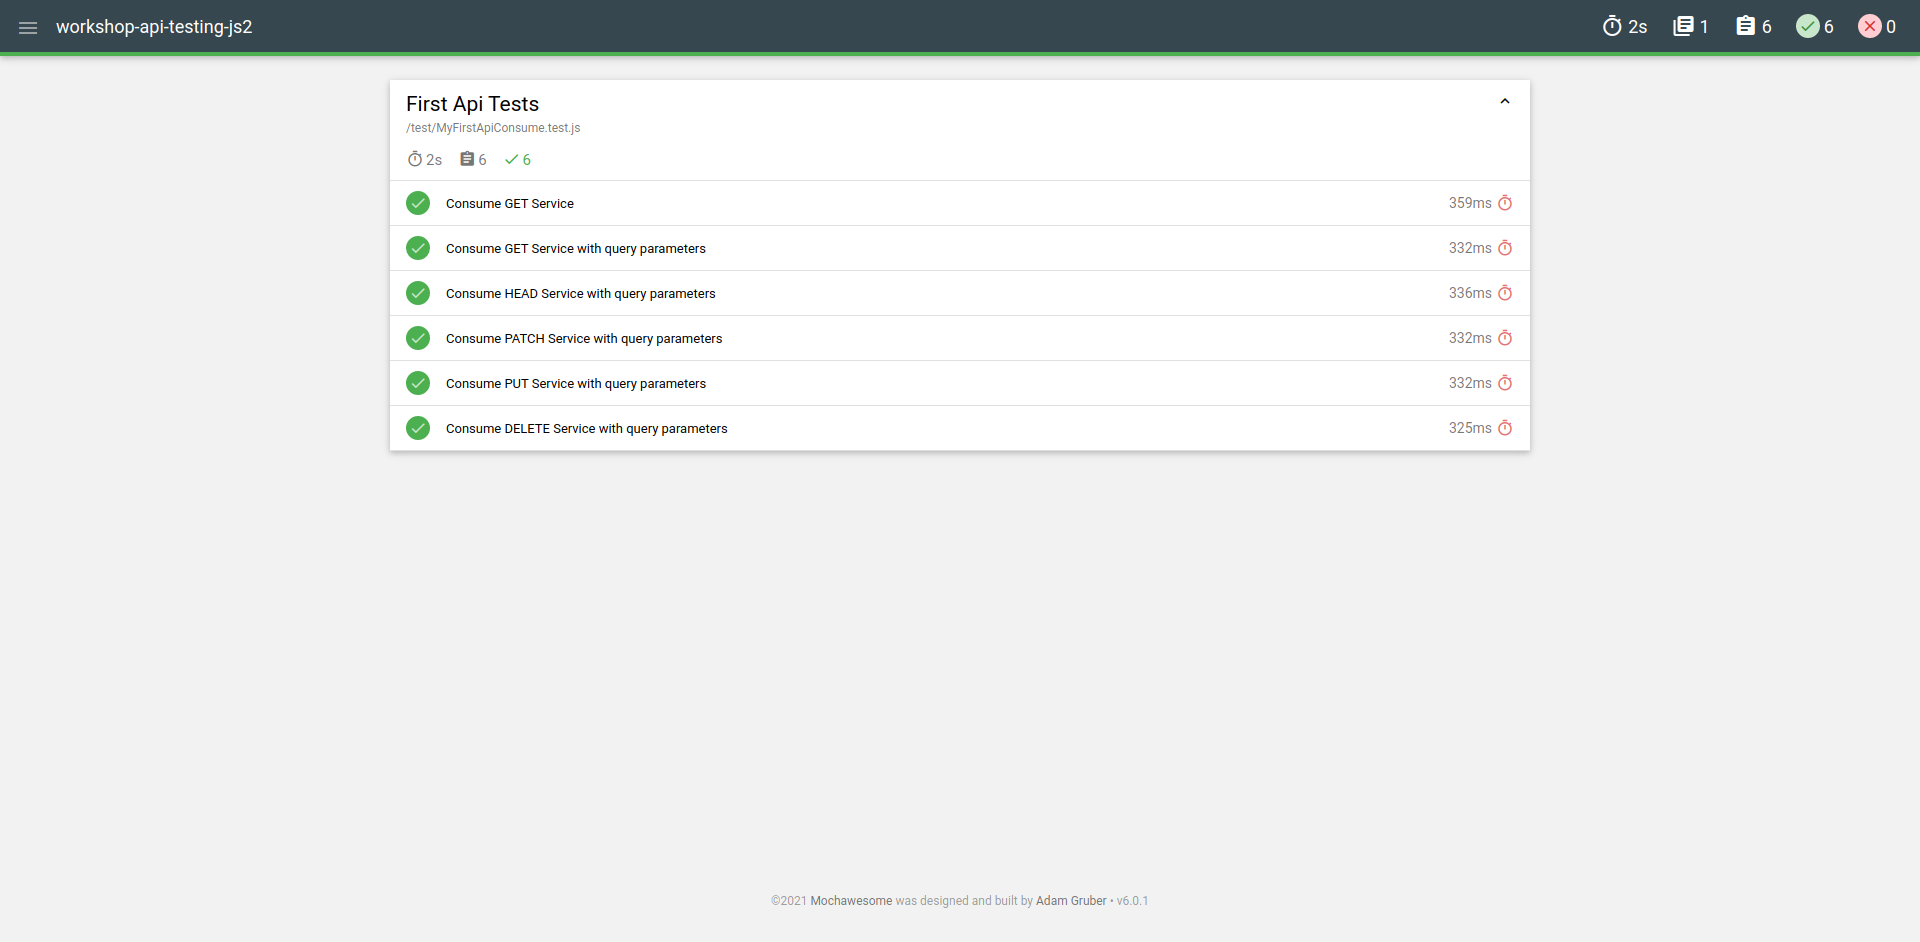 workshop-api-testing-js2
2s 1 6 6 0
First Api Tests
/test/MyFirstApiConsume.test.js
2s 6 6
Consume GET Service 359ms
Consume GET Service with query parameters 332ms
Consume HEAD Service with query parameters 336ms
Consume PATCH Service with query parameters 332ms
Consume PUT Service with query parameters 332ms
Consume DELETE Service with query parameters 325ms
©2021 Mochawesome was designed and built by Adam Gruber • v6.0.1